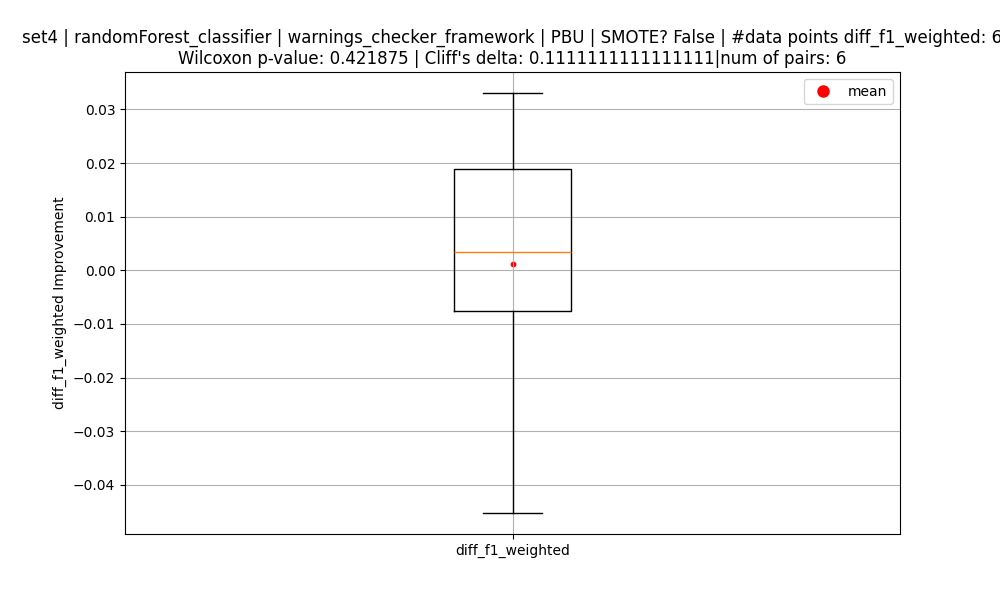 set4 | randomForest_classifier | warnings_checker_framework | PBU | SMOTE? False | #data points diff_f1_weighted: 6
Wilcoxon p-value: 0.421875 | Cliff's delta: 0.1111111111111111|num of pairs: 6
mean
0.03
0.02
0.01
0.00
−0.01
−0.02
−0.03
−0.04
diff_f1_weighted Improvement
diff_f1_weighted